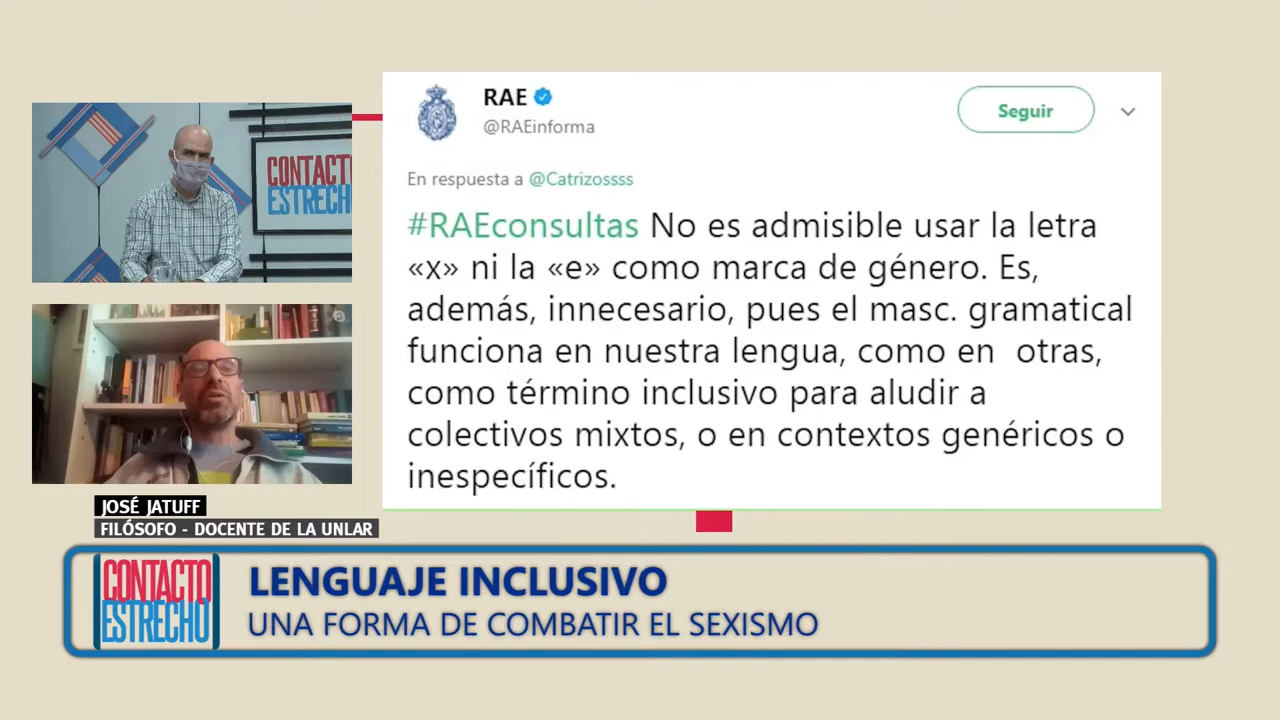 CONTACTO
ESTRECHO
RAE
@RAEinforma
Seguir
En respuesta a @Catrizossss
#RAEconsultas No es admisible usar la letra
«x» ni la «e» como marca de género. Es,
además, innecesario, pues el masc. gramatical
funciona en nuestra lengua, como en otras,
como término inclusivo para aludir a
colectivos mixtos, o en contextos genéricos o
inespecíficos.
JOSÉ JATUFF
FILÓSOFO - DOCENTE DE LA UNLAR
CONTACTO
ESTRECHO
LENGUAJE INCLUSIVO
UNA FORMA DE COMBATIR EL SEXISMO